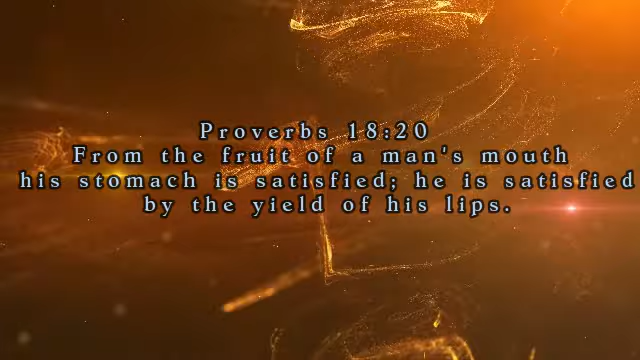 Proverbs 18:20
From the fruit of a man's mouth
his stomach is satisfied; he is satisfied
by the yield of his lips.